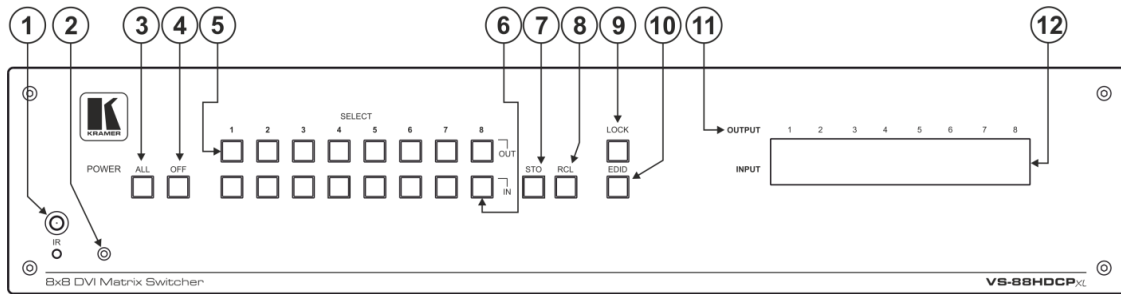 1 2 3 4 5 6 7 8 9 10 11 12
K
KRAMER
SELECT
1 2 3 4 5 6 7 8
OUT
LOCK
OUTPUT 1 2 3 4 5 6 7 8
POWER ALL OFF
STO RCL EDID
INPUT
IN
IR
8x8 DVI Matrix Switcher
VS-88HDCPXL